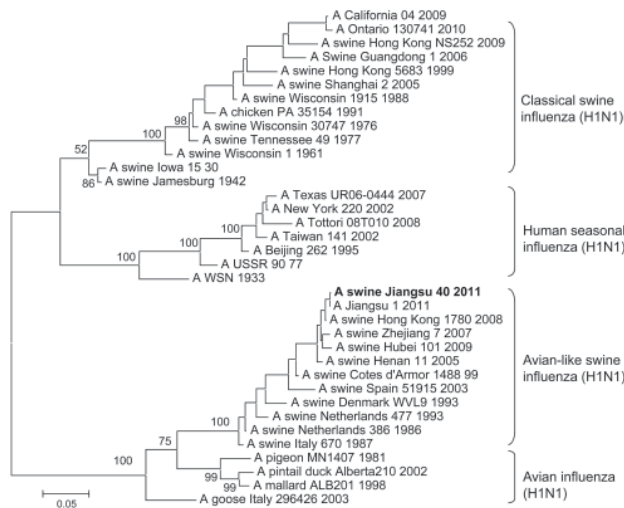 A California 04 2009
A Ontario 130741 2010
A swine Hong Kong NS252 2009
A Swine Guangdong 1 2006
A swine Hong Kong 5683 1999
A swine Shanghai 2 2005
A swine Wisconsin 1915 1988
A chicken PA 35154 1991
98
A swine Wisconsin 30747 1976
100
A swine Tennessee 49 1977
A swine Wisconsin 1 1961
52
A swine Iowa 15 30
86
A swine Jamesburg 1942
Classical swine
influenza (H1N1)
A Texas UR06-0444 2007
A New York 220 2002
A Tottori 08T010 2008
100
A Taiwan 141 2002
100
A Beijing 262 1995
100
A USSR 90 77
A WSN 1933
Human seasonal
influenza (H1N1)
A swine Jiangsu 40 2011
A Jiangsu 1 2011
A swine Hong Kong 1780 2008
A swine Zhejiang 7 2007
A swine Hubei 101 2009
A swine Henan 11 2005
A swine Cotes d'Armor 1488 99
A swine Spain 51915 2003
A swine Denmark WVL9 1993
A swine Netherlands 477 1993
100
A swine Netherlands 386 1986
A swine Italy 670 1987
Avian-like swine
influenza (H1N1)
75
A pigeon MN1407 1981
100
A pintail duck Alberta210 2002
99
A mallard ALB201 1998
99
A goose Italy 296426 2003
Avian influenza
(H1N1)
0.05